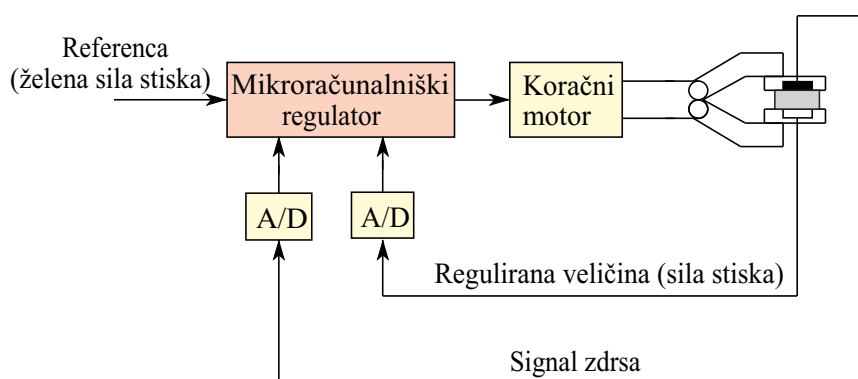 Referenca
(želena sila stiska)
Mikroračunalniški
regulator
Koračni
motor
A/D
A/D
Regulirana veličina (sila stiska)
Signal zdrsa